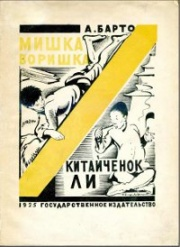 А. БАРТО
МИШКА
ВОРИШКА
КИТАЙЧЕНОК
ЛИ
1925 ГОСУДАРСТВЕННОЕ ИЗДАТЕЛЬСТВО